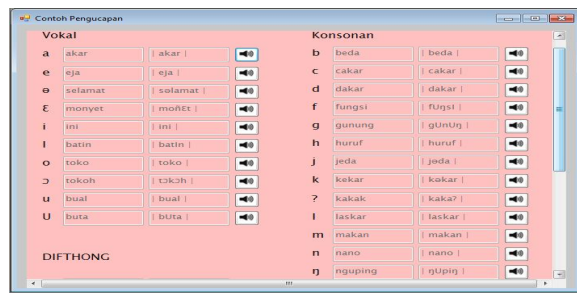 Contoh Pengucapan
Vokal
a akar | akar |
e eja | eja |
ɵ selamat | səlamat |
Ɛ monyet | moñƐt |
i ini | ini |
I batin | batin |
o toko | toko |
ɔ tokoh | tɔkɔh |
u bual | bual |
U buta | bUta |
DIFTHONG
Konsonan
b beda | beda |
c cakar | cakar |
d dakar | dakar |
f fungsi | fUŋsI |
g gunung | gUnUŋ |
h huruf | huruf |
j jeda | jəda |
k kekar | kəkar |
? kakak | kaka? |
l laskar | laskar |
m makan | makan |
n nano | nano |
ŋ nguping | ŋUpiŋ |